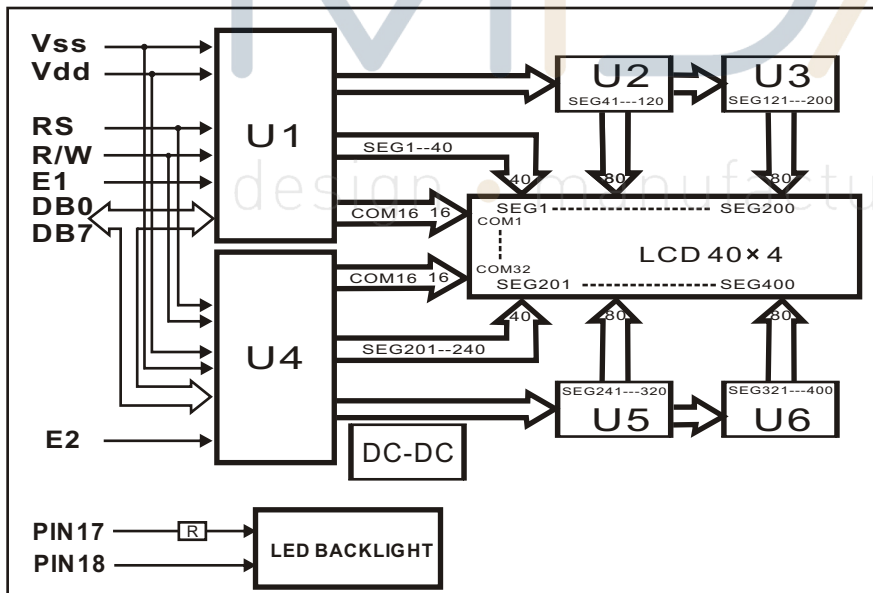 Vss
Vdd
RS
R/W
E1
DB0
DB7
E2
PIN17
PIN18
R
U1
U4
U2
SEG41---120
U3
SEG121---200
SEG1--40
40
80
80
COM16 16
COM16 16
SEG1 ---------------------- SEG200
COM1
COM32
LCD 40×4
SEG201 --------------------- SEG400
40
80
80
SEG201--240
SEG241---320
U5
SEG321---400
U6
DC-DC
LED BACKLIGHT
design • manufactu